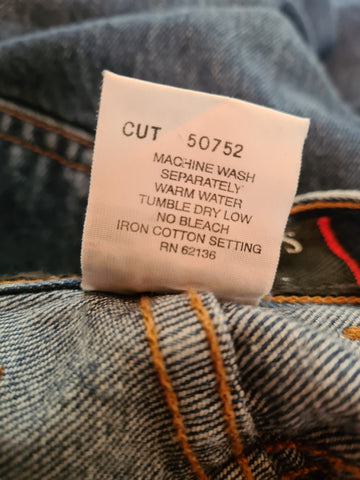 CUT 50752
MACHINE WASH
SEPARATELY
WARM WATER
TUMBLE DRY LOW
NO BLEACH
IRON COTTON SETTING
RN 62136